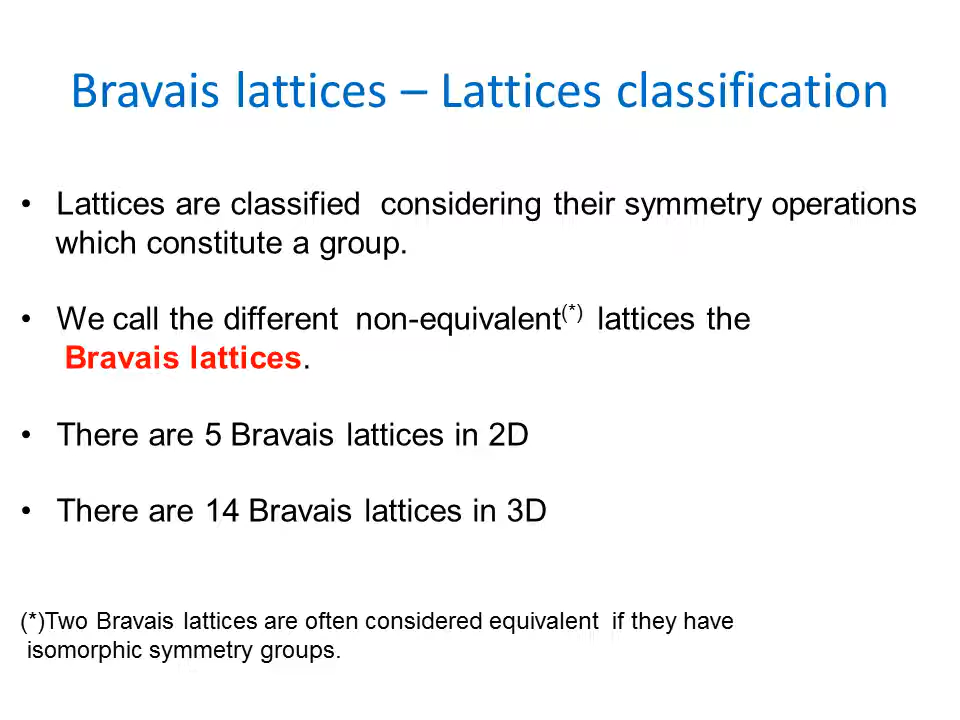 Bravais lattices – Lattices classification
• Lattices are classified considering their symmetry operations
which constitute a group.
• We call the different non-equivalent(*) lattices the
Bravais lattices.
• There are 5 Bravais lattices in 2D
• There are 14 Bravais lattices in 3D
(*)Two Bravais lattices are often considered equivalent if they have
isomorphic symmetry groups.